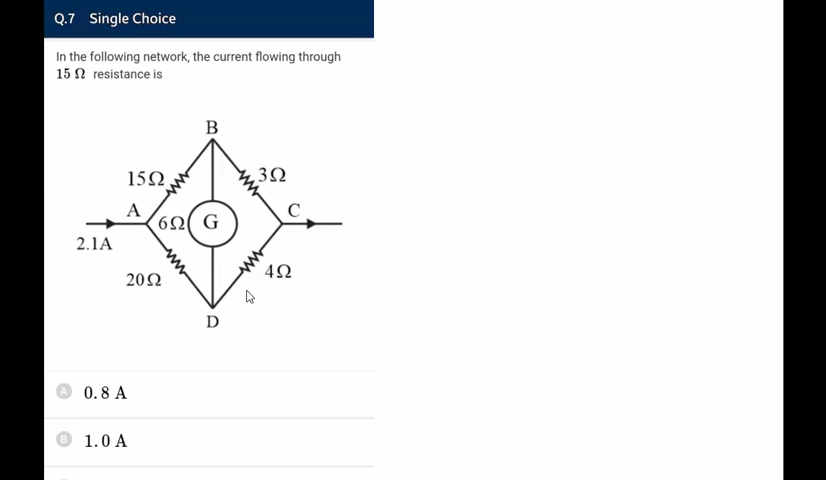 Q.7 Single Choice
In the following network, the current flowing through
15 Ω resistance is
B
15Ω
3Ω
A
C
6Ω
G
2.1A
20Ω
4Ω
D
A 0.8 A
B 1.0 A